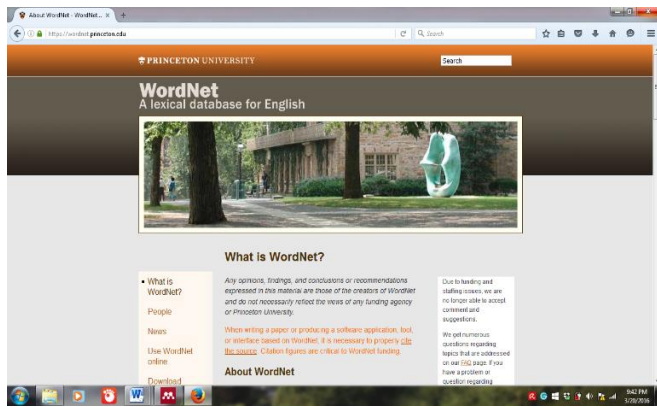 About WordNet - WordNet...
https://wordnet.princeton.edu
Search
PRINCETON UNIVERSITY
Search
WordNet
A lexical database for English
What is WordNet?
What is
WordNet?
People
News
Use WordNet
online
Download
Any opinions, findings, and conclusions or recommendations
expressed in this material are those of the creators of WordNet
and do not necessarily reflect the views of any funding agency
or Princeton University.
When writing a paper or producing a software application, tool,
or interface based on WordNet, it is necessary to properly cite
the source. Citation figures are critical to WordNet funding.
About WordNet
Due to funding and
staffing issues, we are
no longer able to accept
comment and
suggestions.
We get numerous
questions regarding
topics that are addressed
on our FAQ page. If you
have a problem or
question regarding
9:42 PM
3/28/2016